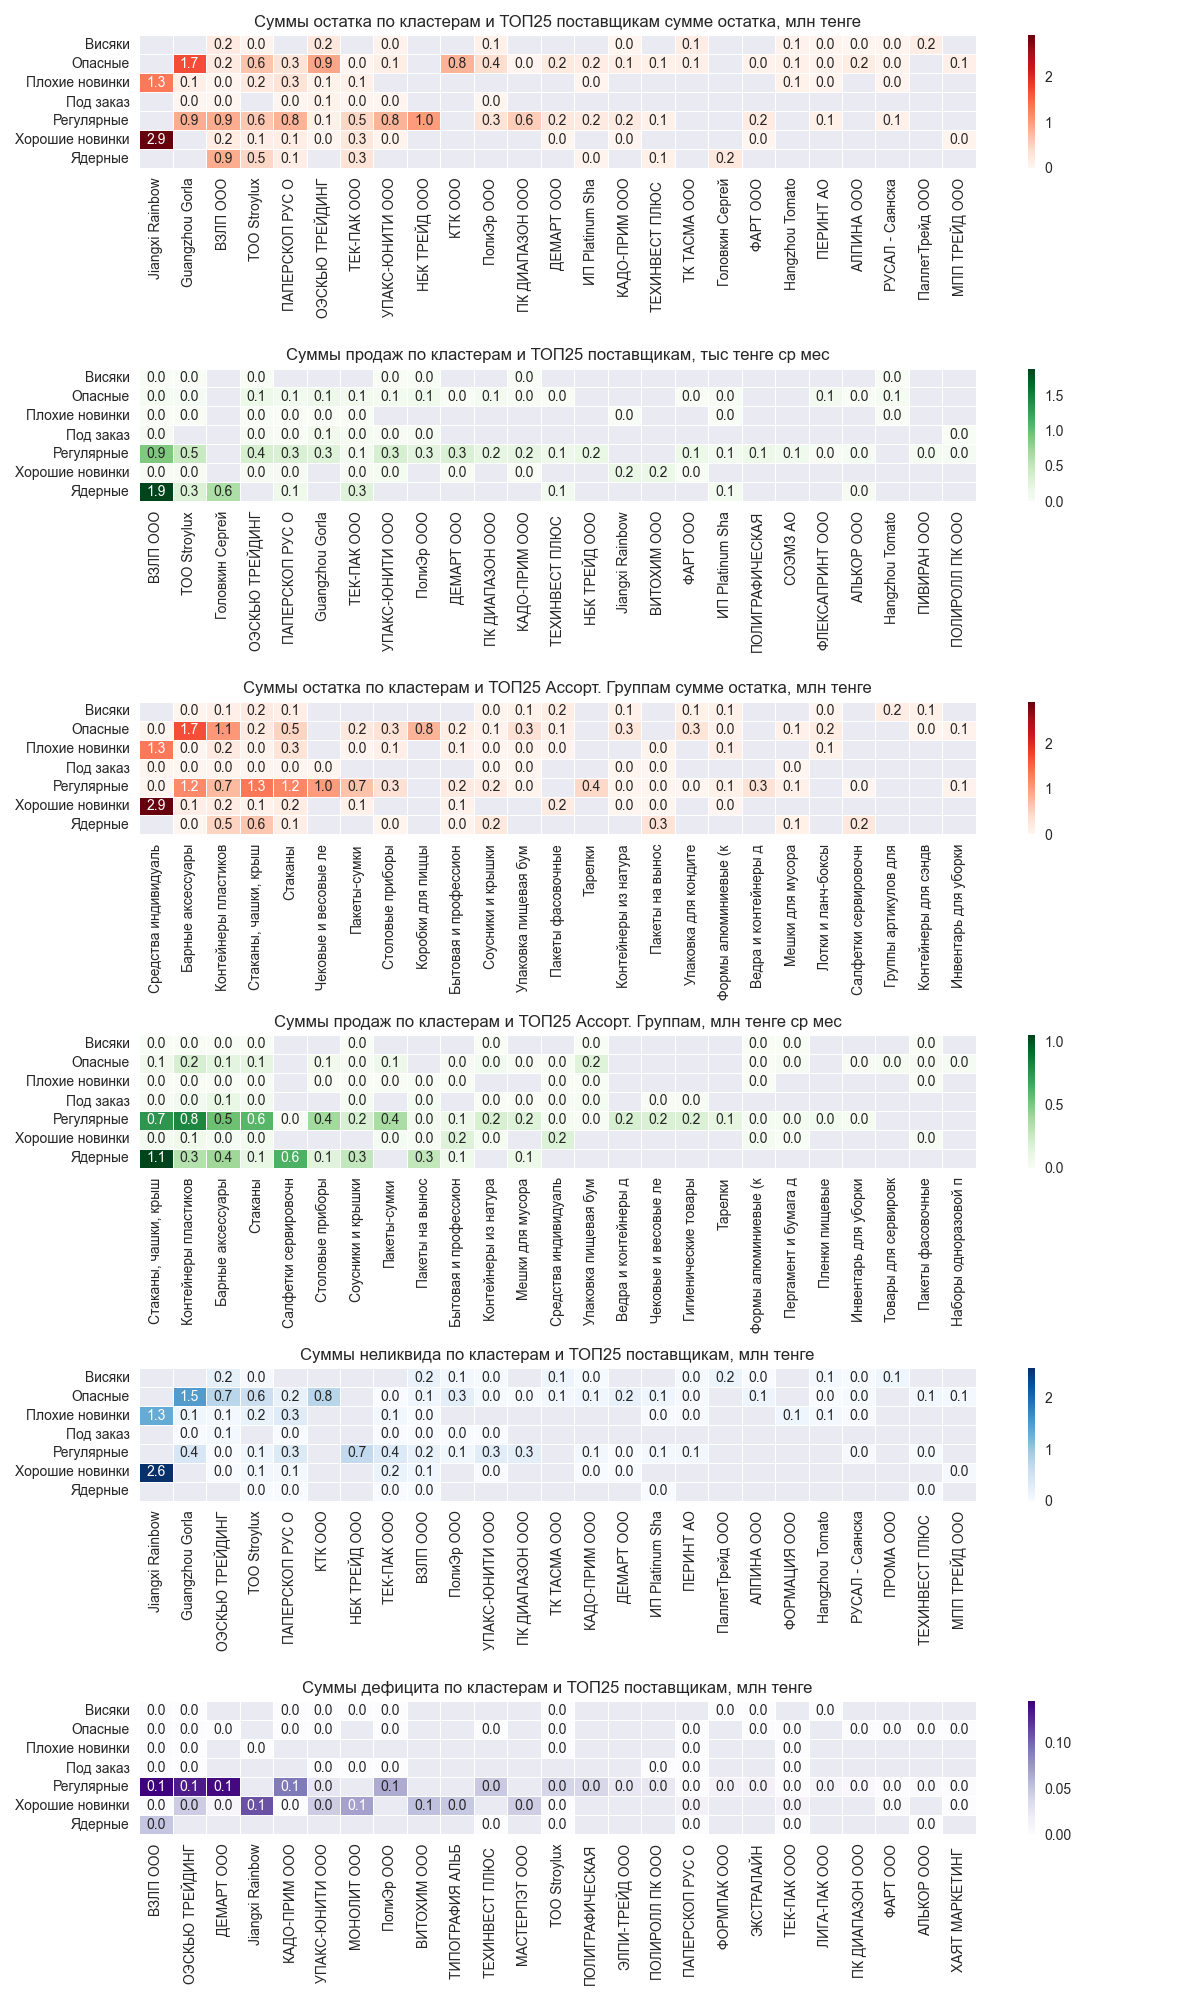 Суммы остатка по кластерам и ТОП25 поставщикам сумме остатка, млн тенге
Висяки 0.2 0.0 0.2 0.0 0.1 0.0 0.1 0.1 0.0 0.0 0.0 0.2
Опасные 1.7 0.2 0.6 0.3 0.9 0.0 0.1 0.8 0.4 0.0 0.2 0.2 0.1 0.1 0.1 0.0 0.1 0.0 0.2 0.0 0.1
Плохие новинки 1.3 0.1 0.0 0.2 0.3 0.1 0.1 0.0 0.1 0.0 0.0
Под заказ 0.0 0.0 0.0 0.1 0.0 0.0 0.0
Регулярные 0.9 0.9 0.6 0.8 0.1 0.5 0.8 1.0 0.3 0.6 0.2 0.2 0.2 0.1 0.2 0.1 0.1
Хорошие новинки 2.9 0.2 0.1 0.1 0.0 0.3 0.0 0.0 0.0 0.0 0.0
Ядерные 0.9 0.5 0.1 0.3 0.0 0.1 0.2
2
1
0
Jiangxi Rainbow
Guangzhou Gorla
ВЗЛП ООО
ТОО Stroylux
ПАПЕРСКОП РУС О
ОЭСКЬЮ ТРЕЙДИНГ
ТЕК-ПАК ООО
УПАКС-ЮНИТИ ООО
НБК ТРЕЙД ООО
КТК ООО
ПолиЭр ООО
ПК ДИАПАЗОН ООО
ДЕМАРТ ООО
ИП Platinum Sha
КАДО-ПРИМ ООО
ТЕХИНВЕСТ ПЛЮС
ТК ТАСМА ООО
Головкин Сергей
ФАРТ ООО
Hangzhou Tomato
ПЕРИНТ АО
АЛПИНА ООО
РУСАЛ - Саянска
ПаллетТрейд ООО
МПП ТРЕЙД ООО
Суммы продаж по кластерам и ТОП25 поставщикам, тыс тенге ср мес
Висяки 0.0 0.0 0.0 0.0 0.0 0.0 0.0
Опасные 0.0 0.0 0.1 0.1 0.1 0.1 0.1 0.1 0.0 0.1 0.0 0.0 0.0 0.0 0.1 0.0 0.1
Плохие новинки 0.0 0.0 0.0 0.0 0.0 0.0 0.0 0.0 0.0
Под заказ 0.0 0.0 0.0 0.1 0.0 0.0 0.0 0.0
Регулярные 0.9 0.5 0.4 0.3 0.3 0.1 0.3 0.3 0.3 0.2 0.2 0.1 0.2 0.1 0.1 0.1 0.1 0.0 0.0 0.0 0.0
Хорошие новинки 0.0 0.0 0.0 0.0 0.0 0.0 0.0 0.0 0.2 0.2 0.0
Ядерные 1.9 0.3 0.6 0.1 0.3 0.1 0.1 0.0
1.5
1.0
0.5
0.0
ВЗЛП ООО
ТОО Stroylux
Головкин Сергей
ОЭСКЬЮ ТРЕЙДИНГ
ПАПЕРСКОП РУС О
Guangzhou Gorla
ТЕК-ПАК ООО
УПАКС-ЮНИТИ ООО
ПолиЭр ООО
ДЕМАРТ ООО
ПК ДИАПАЗОН ООО
КАДО-ПРИМ ООО
ТЕХИНВЕСТ ПЛЮС
НБК ТРЕЙД ООО
Jiangxi Rainbow
ВИТОХИМ ООО
ФАРТ ООО
ИП Platinum Sha
ПОЛИГРАФИЧЕСКАЯ
СОЭМЗ АО
ФЛЕКСАПРИНТ ООО
АЛЬКОР ООО
Hangzhou Tomato
ПИВИРАН ООО
ПОЛИРОЛЛ ПК ООО
Суммы остатка по кластерам и ТОП25 Ассорт. Группам сумме остатка, млн тенге
Висяки 0.0 0.1 0.2 0.1 0.0 0.1 0.2 0.1 0.1 0.1 0.0 0.2 0.1
Опасные 0.0 1.7 1.1 0.2 0.5 0.2 0.3 0.8 0.2 0.1 0.3 0.1 0.3 0.3 0.0 0.1 0.2 0.0 0.1
Плохие новинки 1.3 0.0 0.2 0.0 0.3 0.0 0.1 0.1 0.0 0.0 0.0 0.0 0.1 0.1
Под заказ 0.0 0.0 0.0 0.0 0.0 0.0 0.0 0.0 0.0 0.0 0.0
Регулярные 0.0 1.2 0.7 1.3 1.2 1.0 0.7 0.3 0.2 0.2 0.0 0.4 0.0 0.0 0.0 0.1 0.3 0.1 0.0 0.1
Хорошие новинки 2.9 0.1 0.2 0.1 0.2 0.1 0.1 0.2 0.0 0.0 0.0
Ядерные 0.0 0.5 0.6 0.1 0.0 0.0 0.2 0.3 0.1 0.2
2
1
0
Средства индивидуаль
Барные аксессуары
Контейнеры пластиков
Стаканы, чашки, крыш
Стаканы
Чековые и весовые ле
Пакеты-сумки
Столовые приборы
Коробки для пиццы
Бытовая и профессион
Соусники и крышки
Упаковка пищевая бум
Пакеты фасовочные
Тарелки
Контейнеры из натура
Пакеты на вынос
Упаковка для кондите
Формы алюминиевые (к
Ведра и контейнеры д
Мешки для мусора
Лотки и ланч-боксы
Салфетки сервировочн
Группы артикулов для
Контейнеры для сэндв
Инвентарь для уборки
Суммы продаж по кластерам и ТОП25 Ассорт. Группам, млн тенге ср мес
Висяки 0.0 0.0 0.0 0.0 0.0 0.0 0.0 0.0 0.0 0.0
Опасные 0.1 0.2 0.1 0.1 0.1 0.0 0.1 0.0 0.0 0.0 0.0 0.2 0.0 0.0 0.0 0.0 0.0 0.0
Плохие новинки 0.0 0.0 0.0 0.0 0.0 0.0 0.0 0.0 0.0 0.0 0.0 0.0 0.0
Под заказ 0.0 0.0 0.1 0.0 0.0 0.0 0.0 0.0 0.0 0.0 0.0 0.0
Регулярные 0.7 0.8 0.5 0.6 0.0 0.4 0.2 0.4 0.0 0.1 0.2 0.2 0.0 0.0 0.2 0.2 0.2 0.1 0.0 0.0 0.0 0.0
Хорошие новинки 0.0 0.1 0.0 0.0 0.0 0.0 0.2 0.0 0.2 0.0 0.0 0.0
Ядерные 1.1 0.3 0.4 0.1 0.6 0.1 0.3 0.3 0.1 0.1
1.0
0.5
0.0
Стаканы, чашки, крыш
Контейнеры пластиков
Барные аксессуары
Стаканы
Салфетки сервировочн
Столовые приборы
Соусники и крышки
Пакеты-сумки
Пакеты на вынос
Бытовая и профессион
Контейнеры из натура
Мешки для мусора
Средства индивидуаль
Упаковка пищевая бум
Ведра и контейнеры д
Чековые и весовые ле
Гигиенические товары
Тарелки
Формы алюминиевые (к
Пергамент и бумага д
Пленки пищевые
Инвентарь для уборки
Товары для сервировк
Пакеты фасовочные
Наборы одноразовой п
Суммы неликвида по кластерам и ТОП25 поставщикам, млн тенге
Висяки 0.2 0.0 0.2 0.1 0.0 0.1 0.0 0.0 0.2 0.0 0.1 0.0 0.1
Опасные 1.5 0.7 0.6 0.2 0.8 0.0 0.1 0.3 0.0 0.0 0.1 0.1 0.2 0.1 0.0 0.1 0.0 0.0 0.1 0.1
Плохие новинки 1.3 0.1 0.1 0.2 0.3 0.1 0.0 0.0 0.0 0.1 0.1 0.0
Под заказ 0.0 0.1 0.0 0.0 0.0 0.0 0.0
Регулярные 0.4 0.0 0.1 0.3 0.7 0.4 0.2 0.1 0.3 0.3 0.1 0.0 0.1 0.1 0.0 0.0
Хорошие новинки 2.6 0.0 0.1 0.1 0.2 0.1 0.0 0.0 0.0 0.0
Ядерные 0.0 0.0 0.0 0.0 0.0 0.0
2
1
0
Jiangxi Rainbow
Guangzhou Gorla
ОЭСКЬЮ ТРЕЙДИНГ
ТОО Stroylux
ПАПЕРСКОП РУС О
КТК ООО
НБК ТРЕЙД ООО
ТЕК-ПАК ООО
ВЗЛП ООО
ПолиЭр ООО
УПАКС-ЮНИТИ ООО
ПК ДИАПАЗОН ООО
ТК ТАСМА ООО
КАДО-ПРИМ ООО
ДЕМАРТ ООО
ИП Platinum Sha
ПЕРИНТ АО
ПаллетТрейд ООО
АЛПИНА ООО
ФОРМАЦИЯ ООО
Hangzhou Tomato
РУСАЛ - Саянска
ПРОМА ООО
ТЕХИНВЕСТ ПЛЮС
МПП ТРЕЙД ООО
Суммы дефицита по кластерам и ТОП25 поставщикам, млн тенге
Висяки 0.0 0.0 0.0 0.0 0.0 0.0 0.0 0.0 0.0 0.0
Опасные 0.0 0.0 0.0 0.0 0.0 0.0 0.0 0.0 0.0 0.0 0.0 0.0 0.0 0.0 0.0
Плохие новинки 0.0 0.0 0.0 0.0 0.0 0.0
Под заказ 0.0 0.0 0.0 0.0 0.0 0.0 0.0 0.0
Регулярные 0.1 0.1 0.1 0.1 0.0 0.1 0.0 0.0 0.0 0.0 0.0 0.0 0.0 0.0 0.0 0.0 0.0 0.0 0.0 0.0
Хорошие новинки 0.0 0.0 0.0 0.1 0.0 0.0 0.1 0.1 0.0 0.0 0.0 0.0 0.0 0.0 0.0
Ядерные 0.0 0.0 0.0 0.0 0.0 0.0
0.10
0.05
0.00
ВЗЛП ООО
ОЭСКЬЮ ТРЕЙДИНГ
ДЕМАРТ ООО
Jiangxi Rainbow
КАДО-ПРИМ ООО
УПАКС-ЮНИТИ ООО
МОНОЛИТ ООО
ПолиЭр ООО
ВИТОХИМ ООО
ТИПОГРАФИЯ АЛЬБ
ТЕХИНВЕСТ ПЛЮС
МАСТЕРПЭТ ООО
ТОО Stroylux
ПОЛИГРАФИЧЕСКАЯ
ЭЛПИ-ТРЕЙД ООО
ПОЛИРОЛЛ ПК ООО
ПАПЕРСКОП РУС О
ФОРМПАК ООО
ЭКСТРАЛАЙН
ТЕК-ПАК ООО
ЛИГА-ПАК ООО
ПК ДИАПАЗОН ООО
ФАРТ ООО
АЛЬКОР ООО
ХАЯТ МАРКЕТИНГ